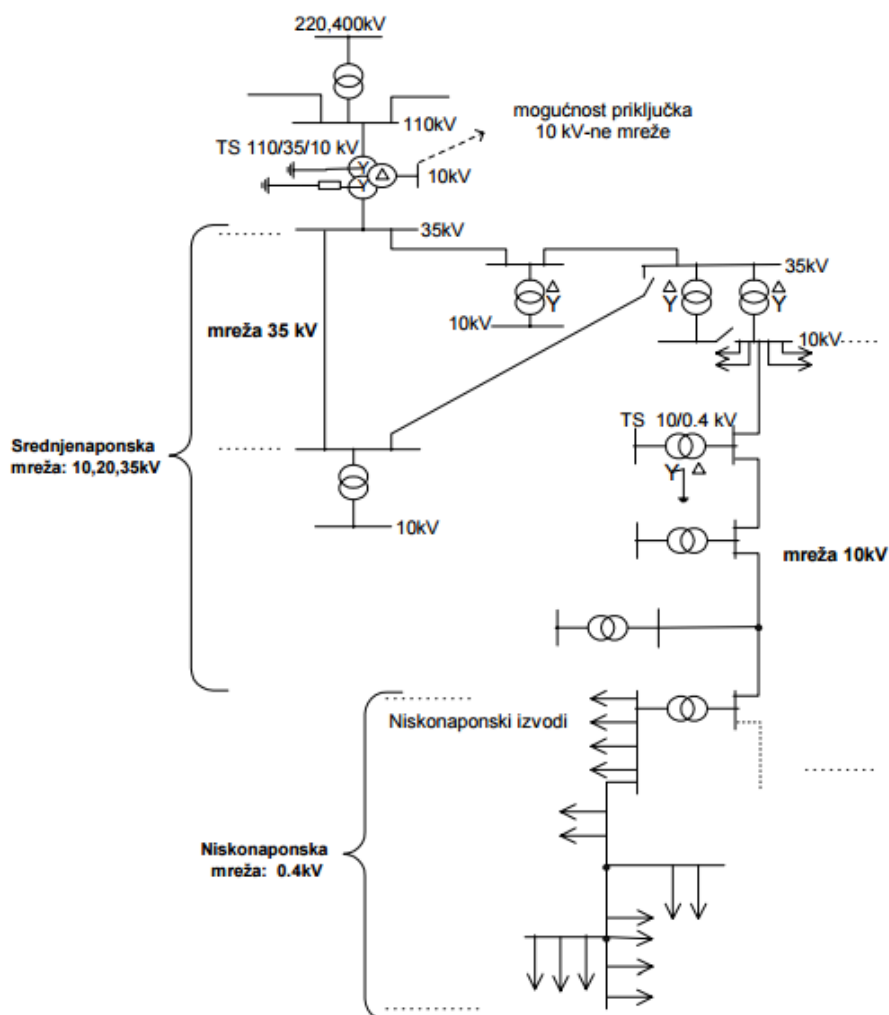 220,400kV
110kV
mogućnost priključka
10 kV-ne mreže
TS 110/35/10 kV
Y
Y
Δ
10kV
35kV
35kV
Δ
Y
Δ
Y
Δ
Y
10kV
10kV
mreža 35 kV
TS 10/0.4 kV
Y Δ
Srednjenaponska
mreža: 10,20,35kV
10kV
mreža 10kV
Niskonaponski izvodi
Niskonaponska
mreža: 0.4kV